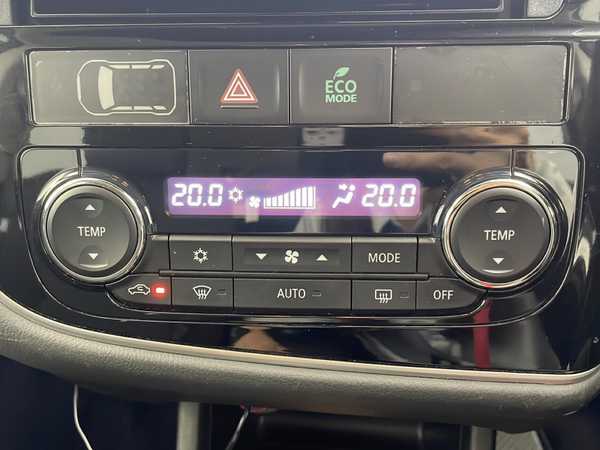 ECO
MODE
20.0 20.0
TEMP
TEMP
MODE
AUTO
OFF